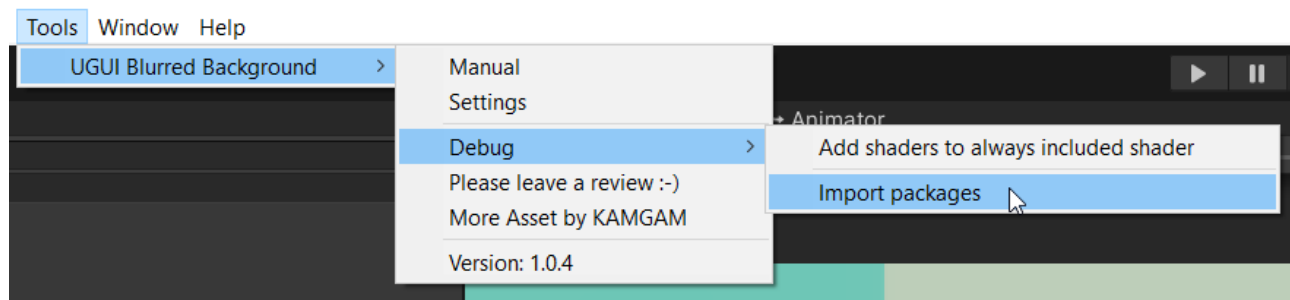 Tools Window Help
UGUI Blurred Background
Manual
Settings
Animator
Debug
Add shaders to always included shader
Please leave a review :-)
Import packages
More Asset by KAMGAM
Version: 1.0.4